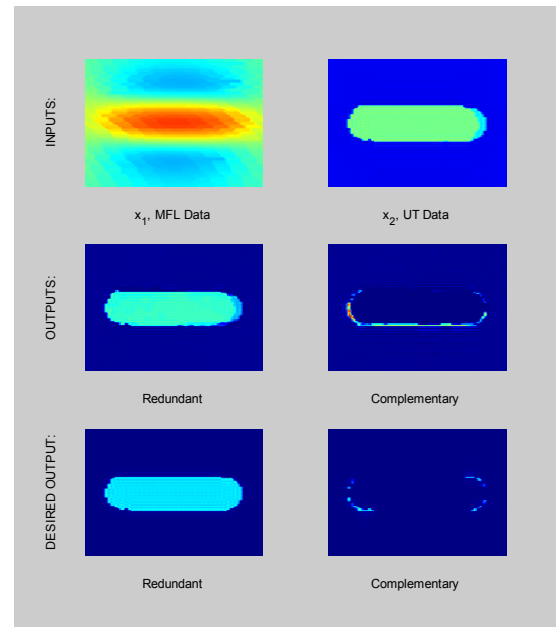 INPUTS:
x1, MFL Data
x2, UT Data
OUTPUTS:
Redundant
Complementary
DESIRED OUTPUT:
Redundant
Complementary